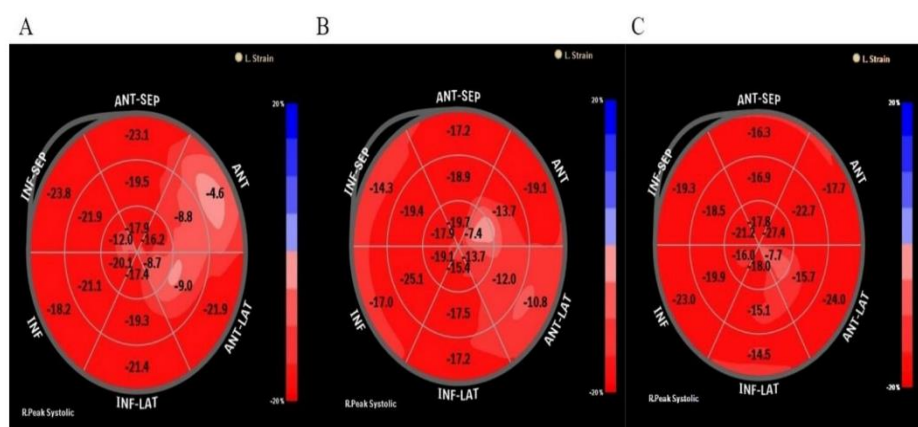 A
L. Strain
20%
ANT-SEP
INF-SEP
ANT
INF
ANT-LAT
INF-LAT
-23.1
-23.8
-19.5
-4.6
-21.9
-8.8
-17.9
-12.0
-16.2
-20.1
-8.7
-17.4
-21.1
-9.0
-18.2
-21.9
-19.3
-21.4
R.Peak Systolic
-20%
B
L. Strain
20%
ANT-SEP
INF-SEP
ANT
INF
ANT-LAT
INF-LAT
-17.2
-14.3
-18.9
-19.1
-19.4
-13.7
-19.7
-17.9
-7.4
-19.1
-13.7
-15.4
-25.1
-12.0
-17.0
-10.8
-17.5
-17.2
R.Peak Systolic
-20%
C
L. Strain
20%
ANT-SEP
INF-SEP
ANT
INF
ANT-LAT
INF-LAT
-16.3
-19.3
-16.9
-17.7
-18.5
-22.7
-17.8
-21.2
-27.4
-16.0
-7.7
-18.0
-19.9
-15.7
-23.0
-24.0
-15.1
-14.5
R.Peak Systolic